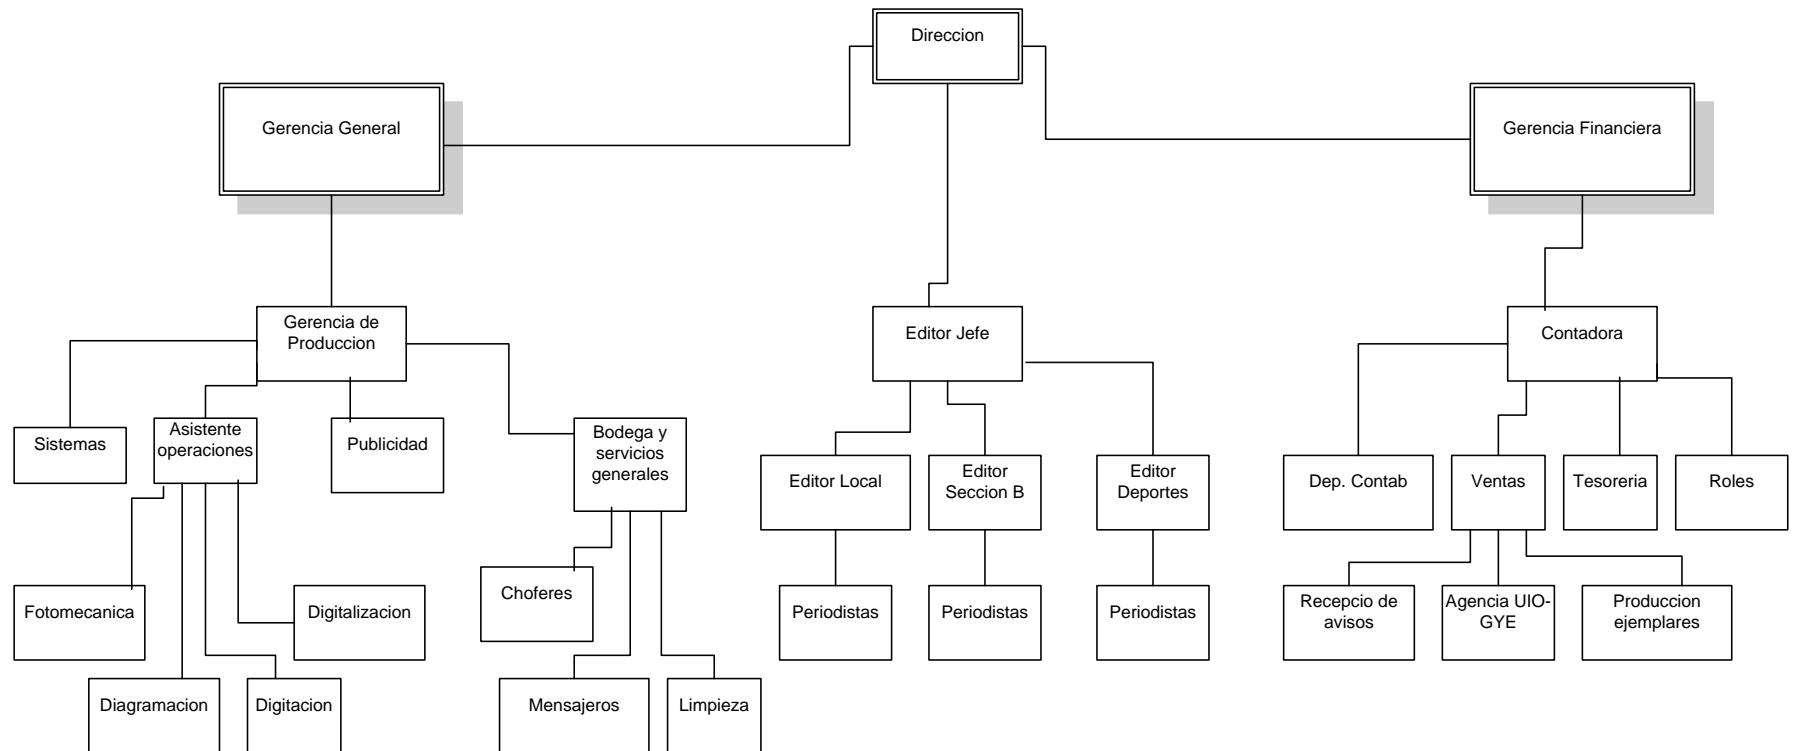 Direccion
Gerencia General
Gerencia Financiera
Gerencia de
Produccion
Editor Jefe
Contadora
Sistemas
Asistente
operaciones
Publicidad
Bodega y
servicios
generales
Editor Local
Editor
Seccion B
Editor
Deportes
Dep. Contab
Ventas
Tesoreria
Roles
Fotomecanica
Digitalizacion
Choferes
Periodistas
Periodistas
Periodistas
Recepcio de
avisos
Agencia UIO-
GYE
Produccion
ejemplares
Diagramacion
Digitacion
Mensajeros
Limpieza